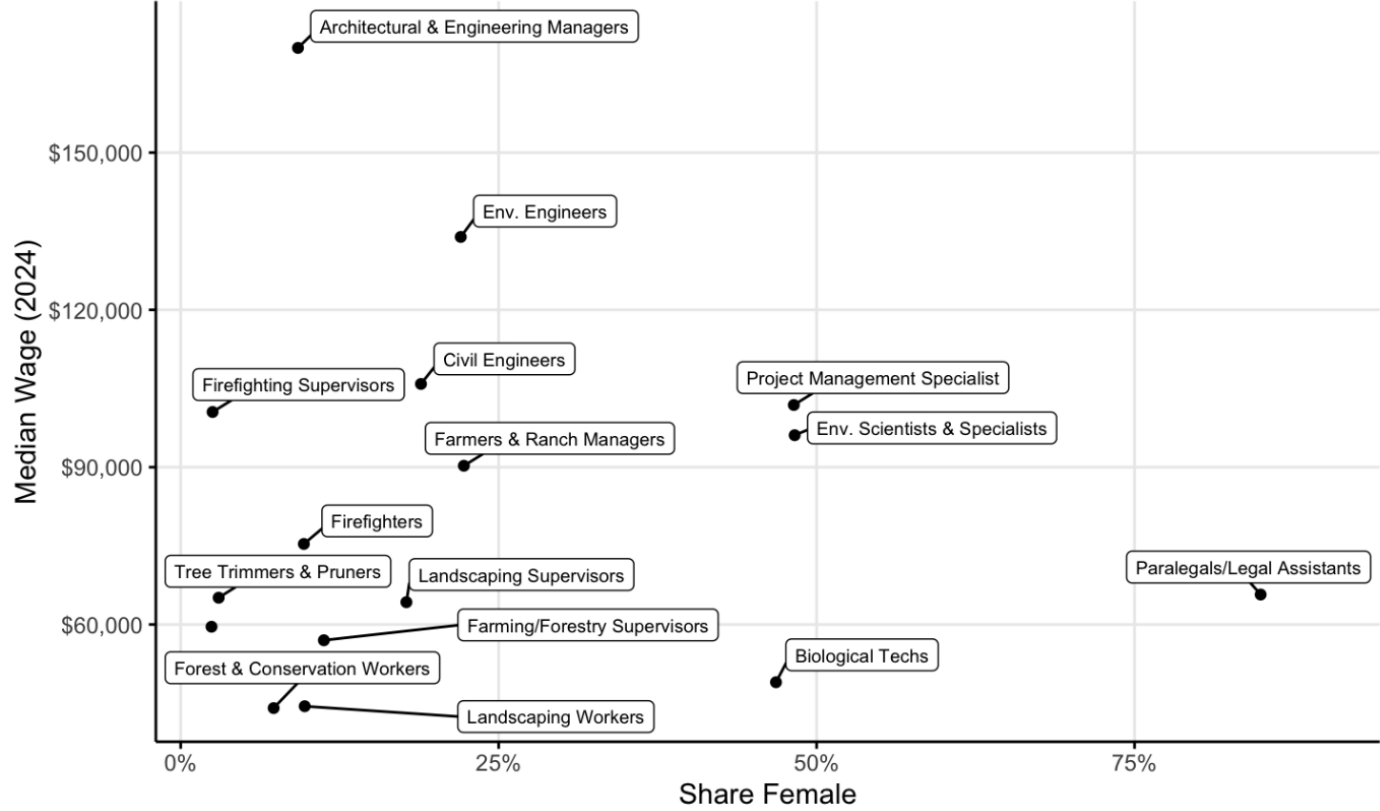 Architectural & Engineering Managers
$150,000
Env. Engineers
$120,000
Civil Engineers
Project Management Specialist
Firefighting Supervisors
Env. Scientists & Specialists
Farmers & Ranch Managers
$90,000
Median Wage (2024)
Firefighters
Paralegals/Legal Assistants
Tree Trimmers & Pruners
Landscaping Supervisors
$60,000
Farming/Forestry Supervisors
Biological Techs
Forest & Conservation Workers
Landscaping Workers
0%
25%
50%
75%
Share Female